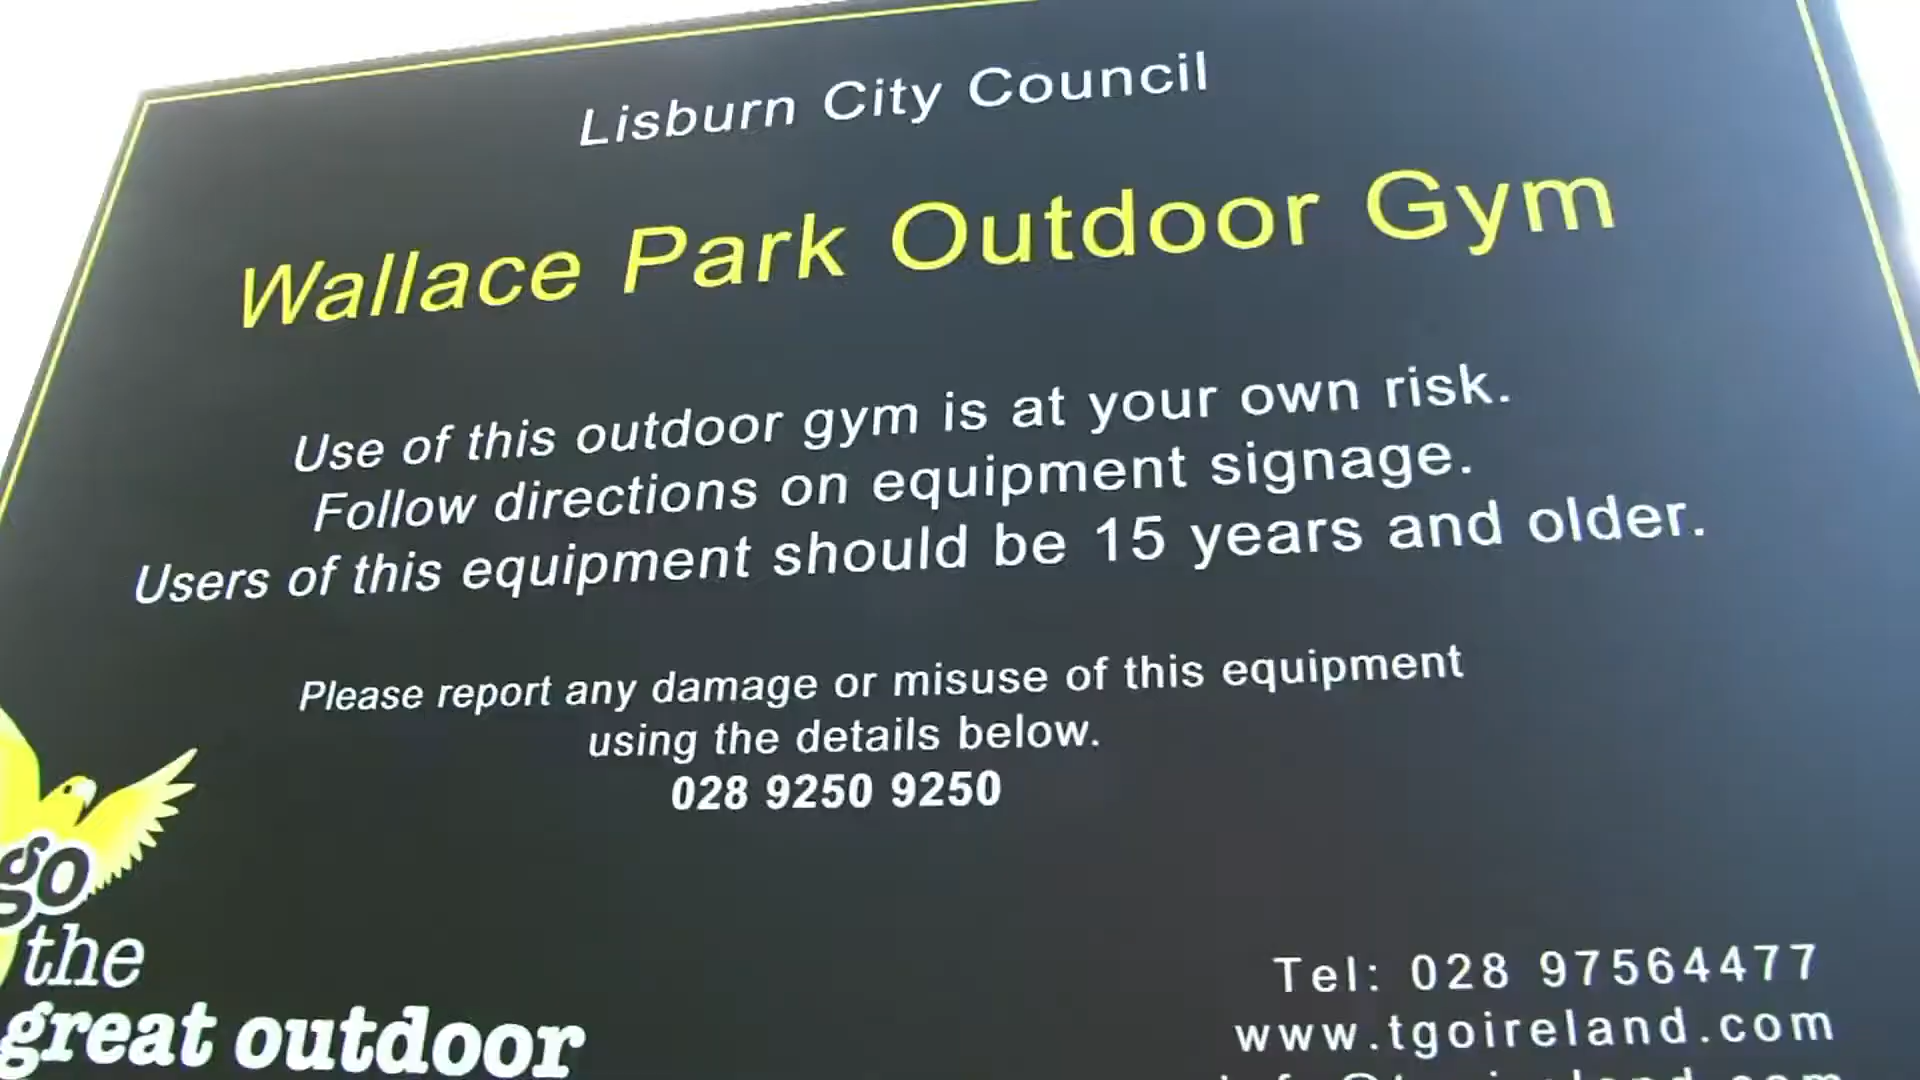 Lisburn City Council
Wallace Park Outdoor Gym
Use of this outdoor gym is at your own risk.
Follow directions on equipment signage.
Users of this equipment should be 15 years and older.
Please report any damage or misuse of this equipment
using the details below.
028 9250 9250
go
the
great outdoor
Tel: 028 97564477
www.tgoireland.com